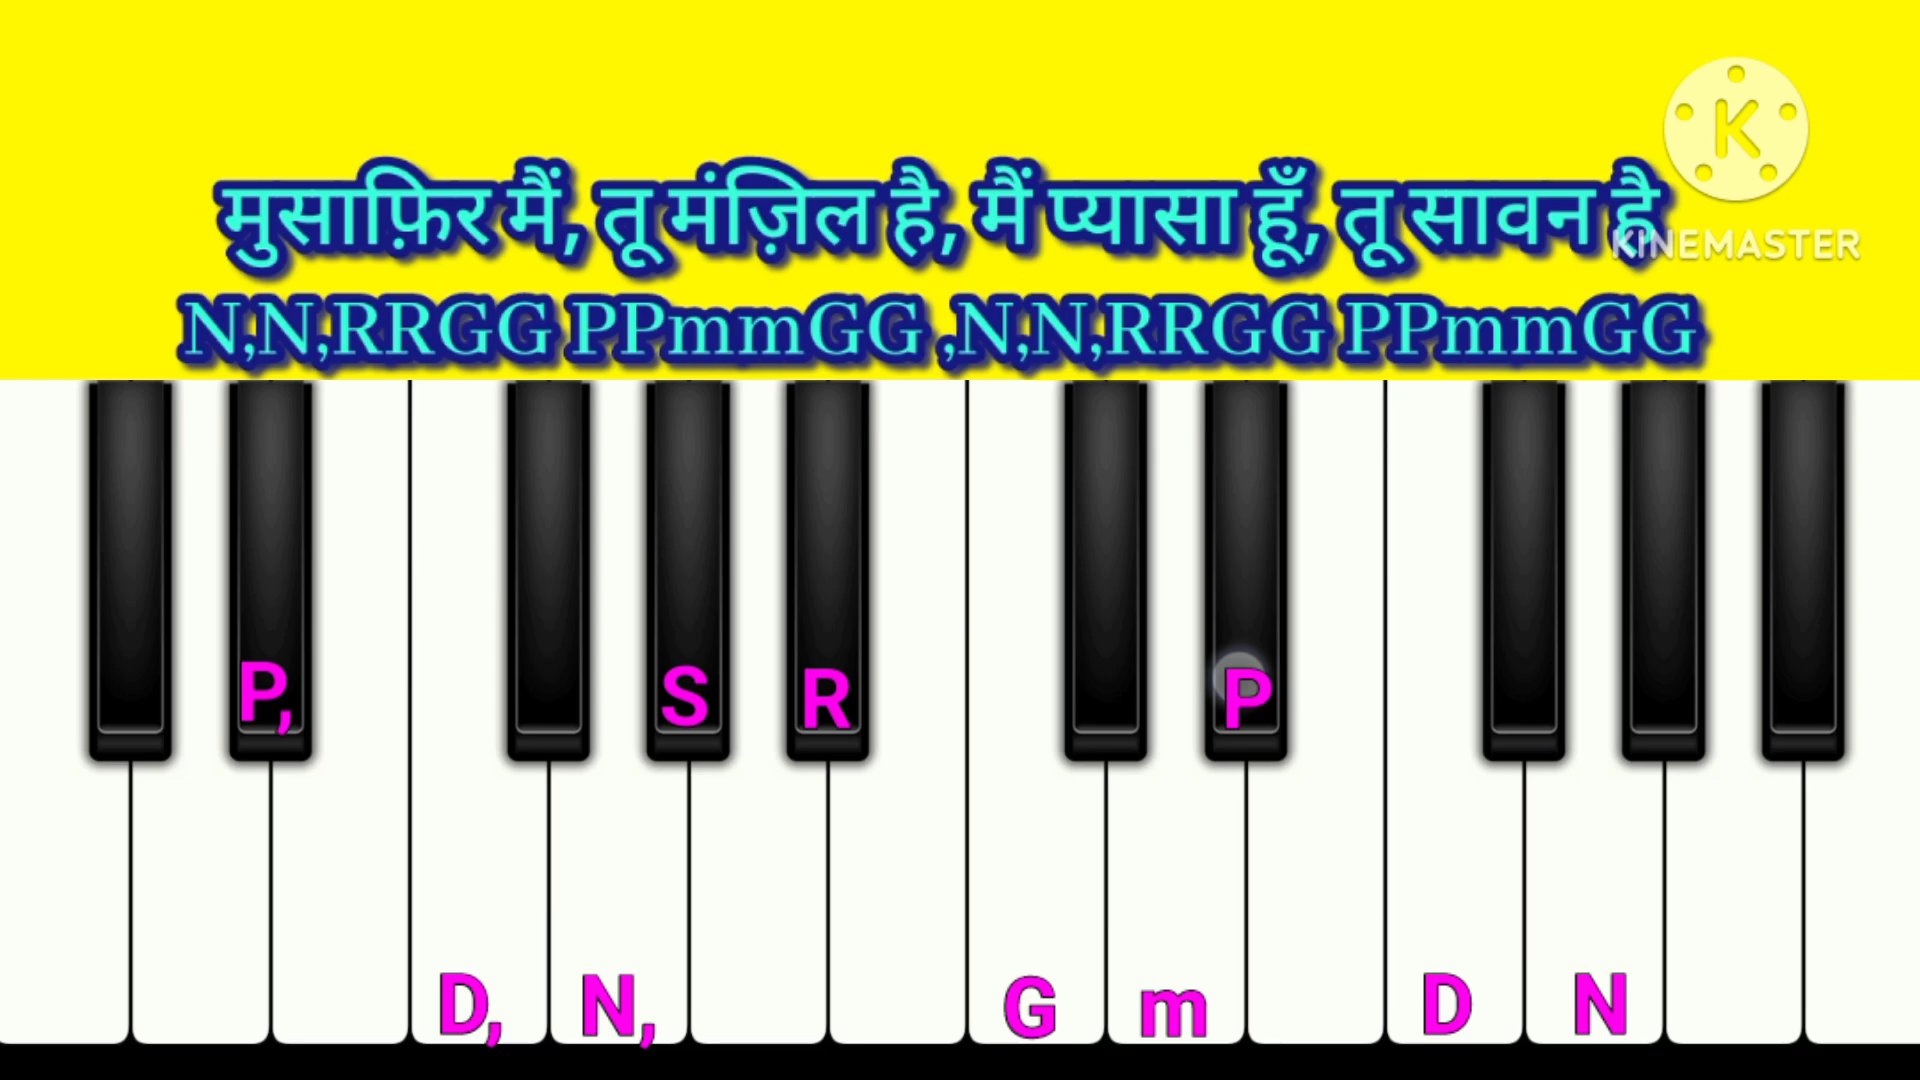 K
KINEMASTER
मुसाफ़िर मैं, तू मंज़िल है, मैं प्यासा हूँ, तू सावन है
N,N,RRGG PPmmGG ,N,N,RRGG PPmmGG
P, S R P
D, N, G m D N